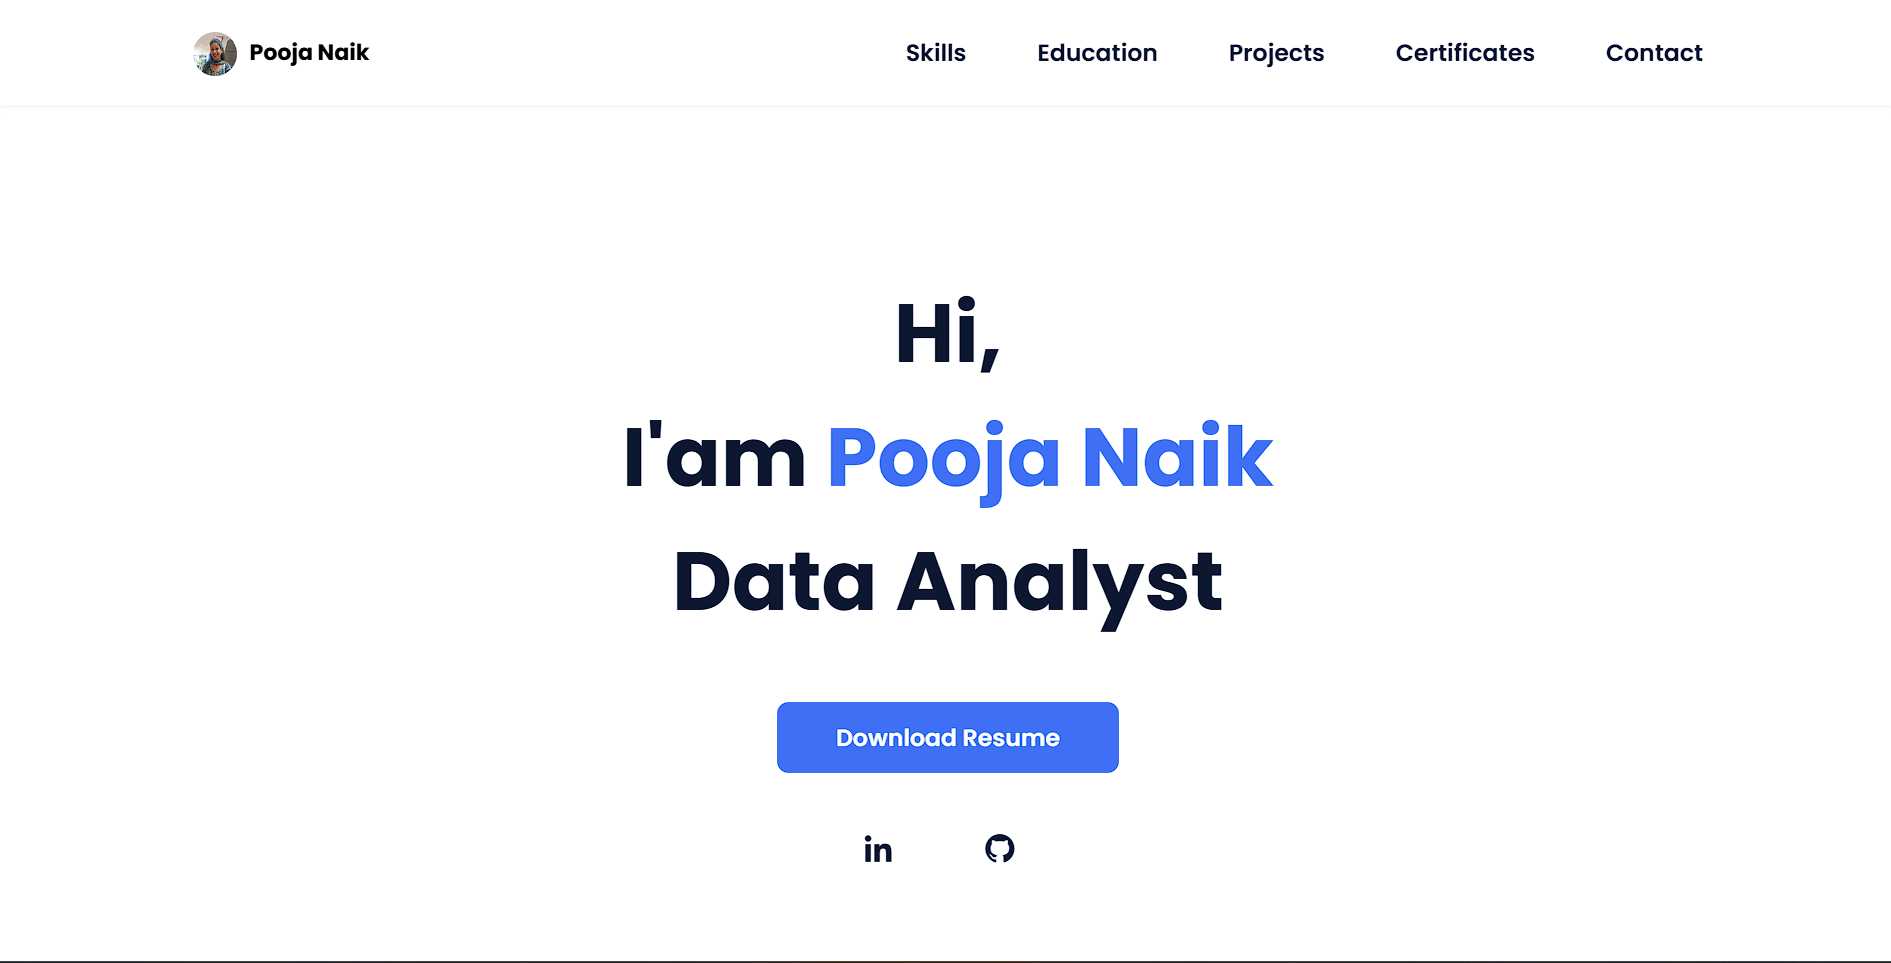 Pooja Naik
Skills Education Projects Certificates Contact
Hi,
I'am Pooja Naik
Data Analyst
Download Resume
in